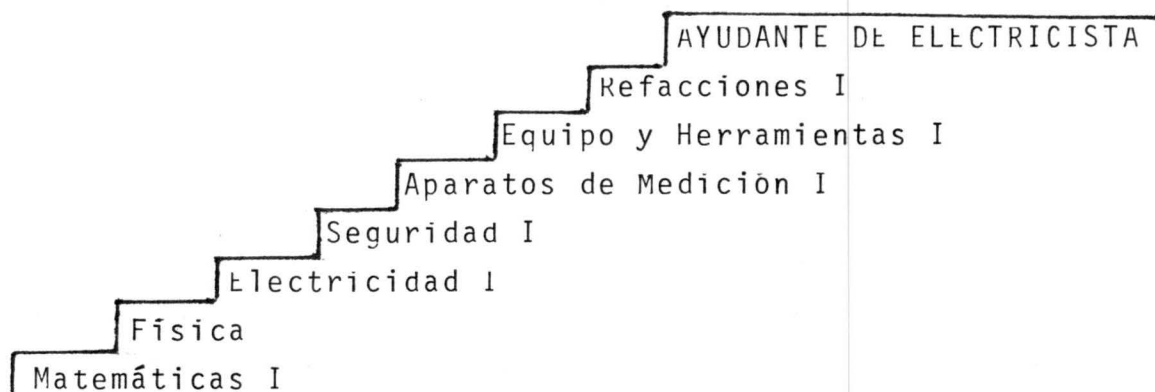 AYUDANTE DE ELECTRICISTA
Refacciones I
Equipo y Herramientas I
Aparatos de Medición I
Seguridad I
Electricidad I
Física
Matemáticas I